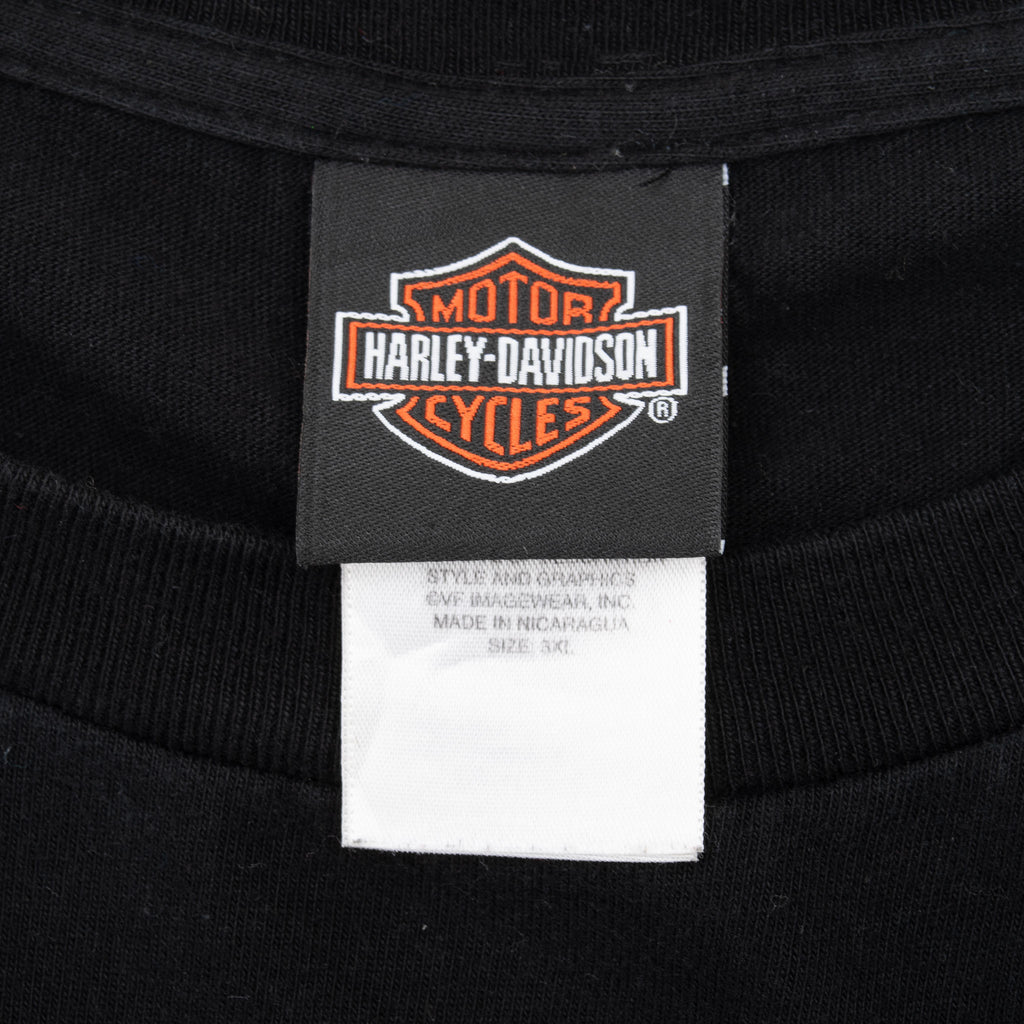 MOTOR
HARLEY-DAVIDSON
CYCLES
®
STYLE AND GRAPHICS
©VF IMAGEWEAR, INC.
MADE IN NICARAGUA
SIZE: 3XL